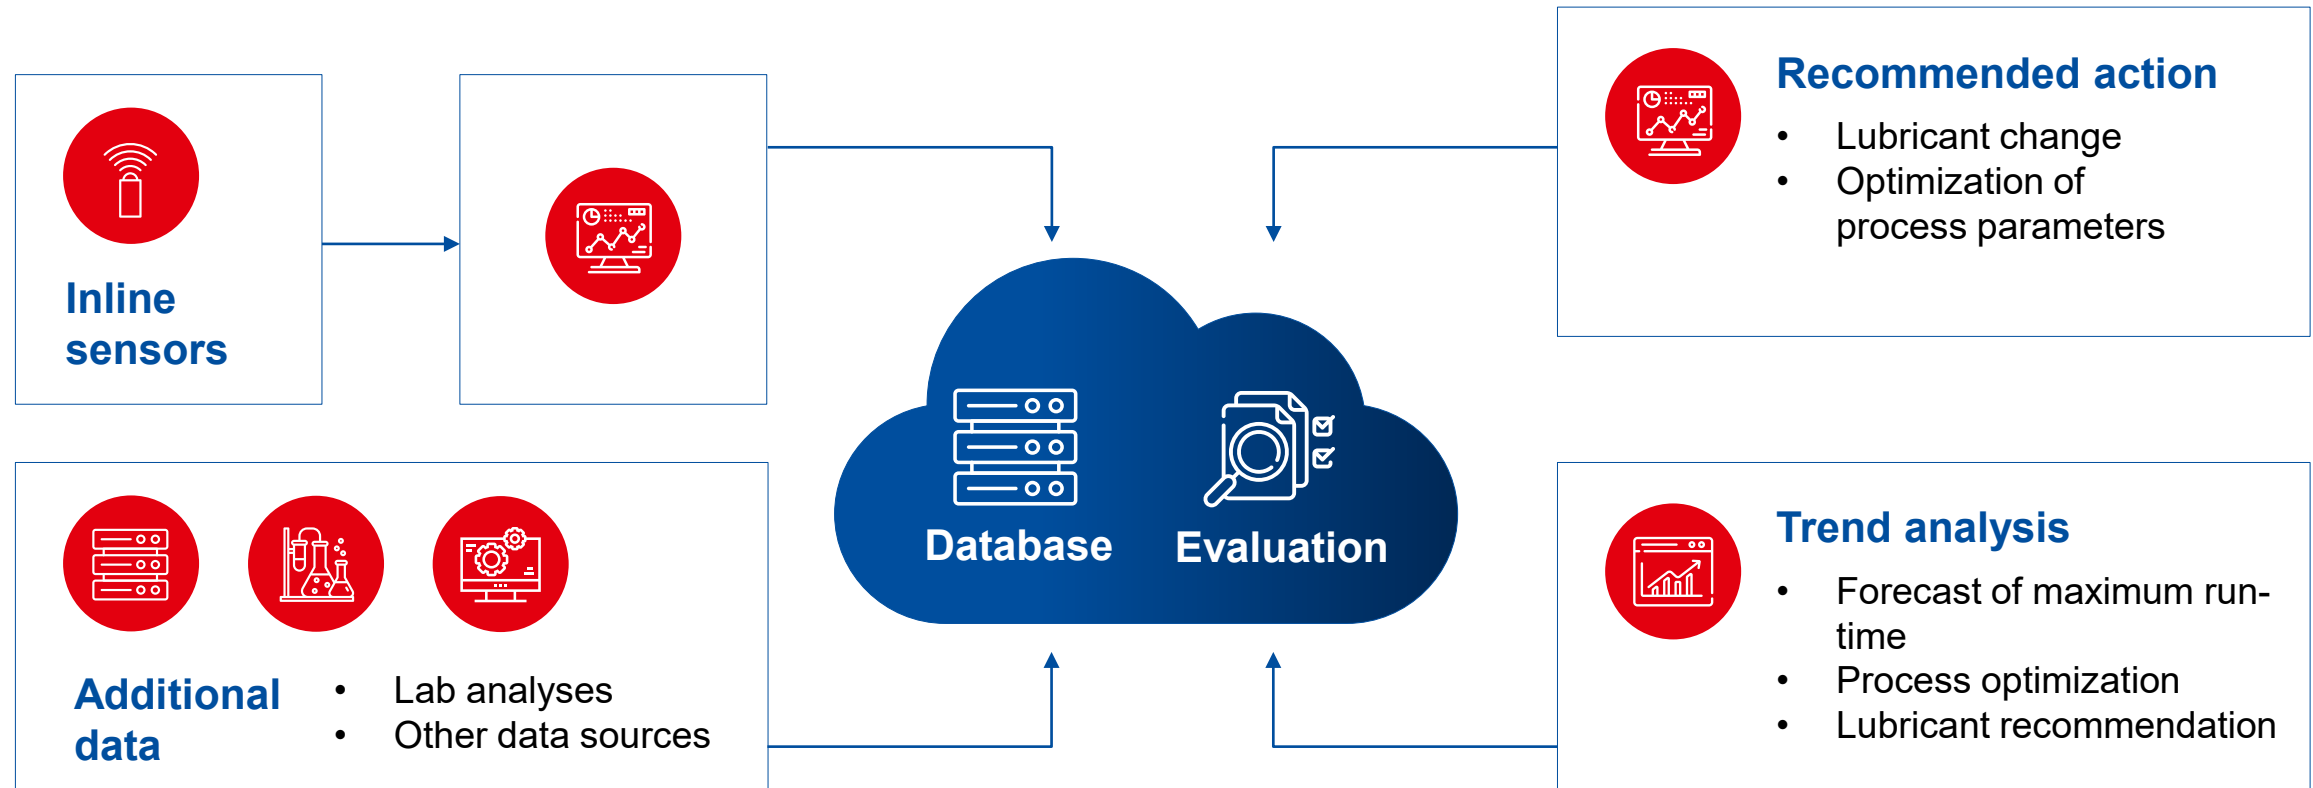 Inline
sensors
Additional
data
• Lab analyses
• Other data sources
Database
Evaluation
Recommended action
• Lubricant change
• Optimization of
process parameters
Trend analysis
• Forecast of maximum run-
time
• Process optimization
• Lubricant recommendation